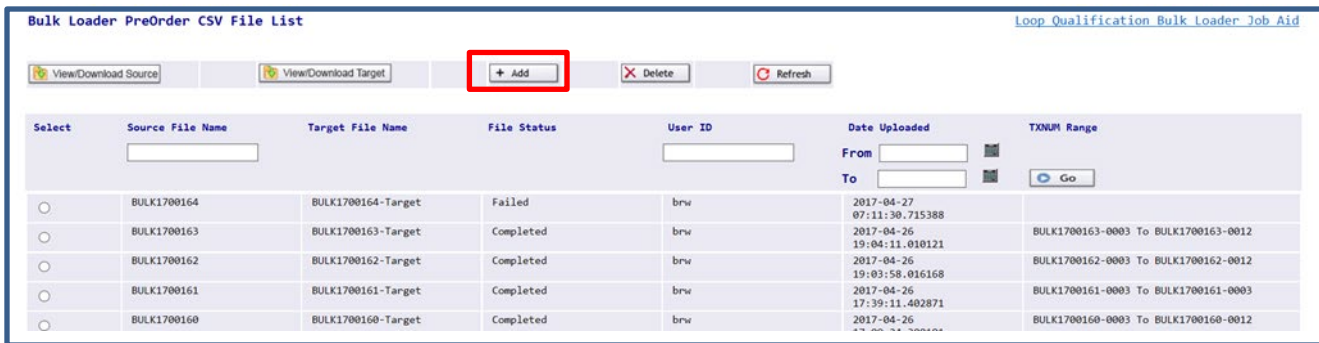 Bulk Loader PreOrder CSV File List Loop Qualification Bulk Loader Job Aid
View/Download Source View/Download Target + Add Delete Refresh
Select Source File Name Target File Name File Status User ID Date Uploaded TXNUM Range
From
To Go
BULK1700164 BULK1700164-Target Failed brw 2017-04-27
07:11:30.715388
BULK1700163 BULK1700163-Target Completed brw 2017-04-26 BULK1700163-0003 To BULK1700163-0012
19:04:11.010121
BULK1700162 BULK1700162-Target Completed brw 2017-04-26 BULK1700162-0003 To BULK1700162-0012
19:03:58.016168
BULK1700161 BULK1700161-Target Completed brw 2017-04-26 BULK1700161-0003 To BULK1700161-0003
17:39:11.402871
BULK1700160 BULK1700160-Target Completed brw 2017-04-26 BULK1700160-0003 To BULK1700160-0012